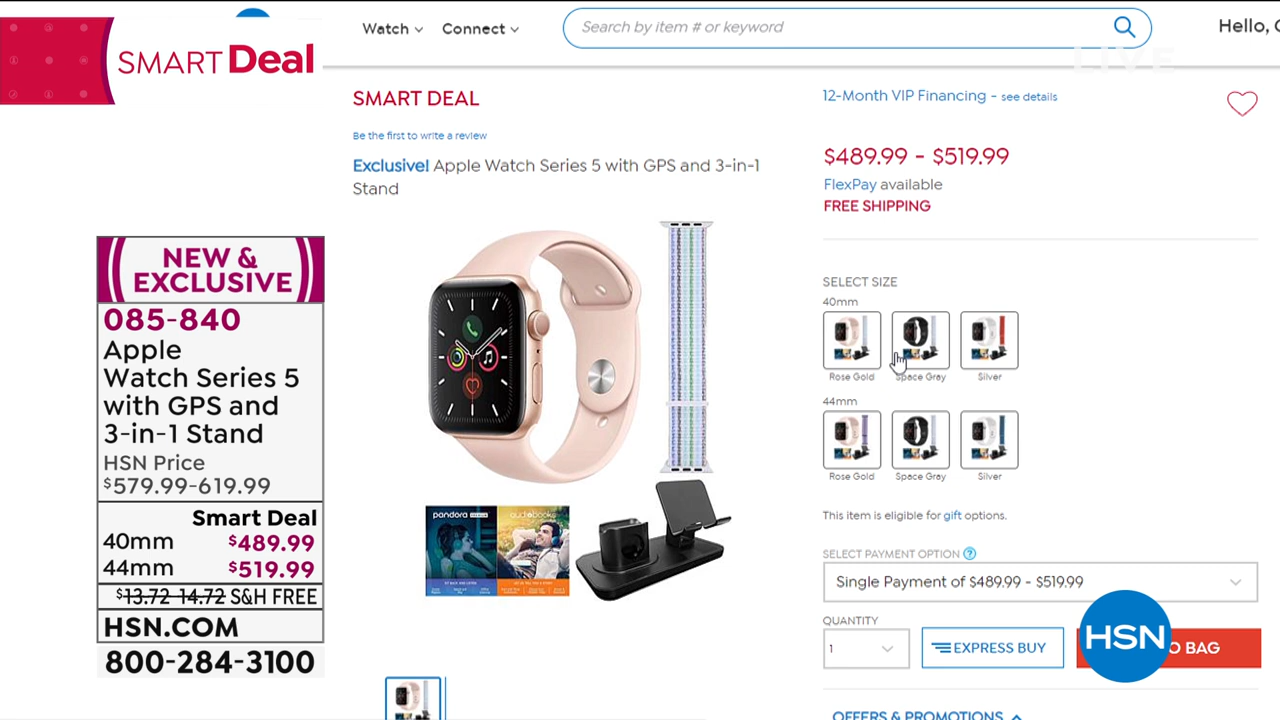 SMART Deal
Watch
Connect
Search by item # or keyword
Hello,
LIVE
SMART DEAL
Be the first to write a review
Exclusive! Apple Watch Series 5 with GPS and 3-in-1
Stand
12-Month VIP Financing - see details
$489.99 - $519.99
FlexPay available
FREE SHIPPING
NEW &
EXCLUSIVE
085-840
Apple
Watch Series 5
with GPS and
3-in-1 Stand
HSN Price
$579.99-619.99
Smart Deal
40mm $489.99
44mm $519.99
$13.72-14.72 S&H FREE
HSN.COM
800-284-3100
pandora
audiobooks
SELECT SIZE
40mm
Rose Gold Space Gray Silver
44mm
Rose Gold Space Gray Silver
This item is eligible for gift options.
SELECT PAYMENT OPTION ?
Single Payment of $489.99 - $519.99
QUANTITY
1
EXPRESS BUY
HSN
O BAG
OFFERS & PROMOTIONS